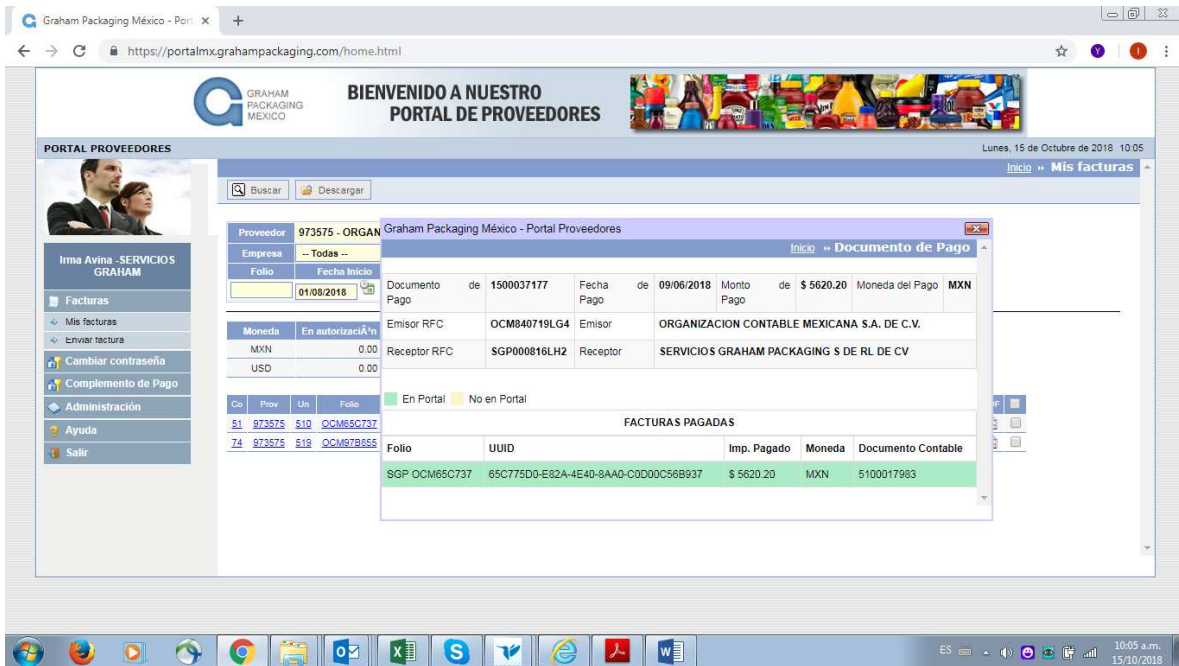 Graham Packaging México - Port
https://portalmx.grahampackaging.com/home.html
Y
I
GRAHAM
PACKAGING
MEXICO
BIENVENIDO A NUESTRO
PORTAL DE PROVEEDORES
PORTAL PROVEEDORES
Lunes, 15 de Octubre de 2018 10:05
Inicio » Mis facturas
Buscar Descargar
Irma Avina -SERVICIOS
GRAHAM
Facturas
Mis facturas
Enviar factura
Cambiar contraseña
Complemento de Pago
Administración
Ayuda
Salir
Proveedor 973575 - ORGAN
Empresa -- Todas --
Folio Fecha Inicio
01/08/2018
Moneda En autorizaciÃ³n
MXN 0.00
USD 0.00
Co Prov Un Folio
51 973575 510 OCM65C737
74 973575 519 OCM97B855
Graham Packaging México - Portal Proveedores
Inicio » Documento de Pago
Documento de Pago 1500037177 Fecha de Pago 09/06/2018 Monto de Pago $ 5620.20 Moneda del Pago MXN
Emisor RFC OCM840719LG4 Emisor ORGANIZACION CONTABLE MEXICANA S.A. DE C.V.
Receptor RFC SGP000816LH2 Receptor SERVICIOS GRAHAM PACKAGING S DE RL DE CV
En Portal No en Portal
FACTURAS PAGADAS
Folio UUID Imp. Pagado Moneda Documento Contable
SGP OCM65C737 65C775D0-E82A-4E40-8AA0-C0D00C56B937 $ 5620.20 MXN 5100017983
ES
10:05 a.m.
15/10/2018